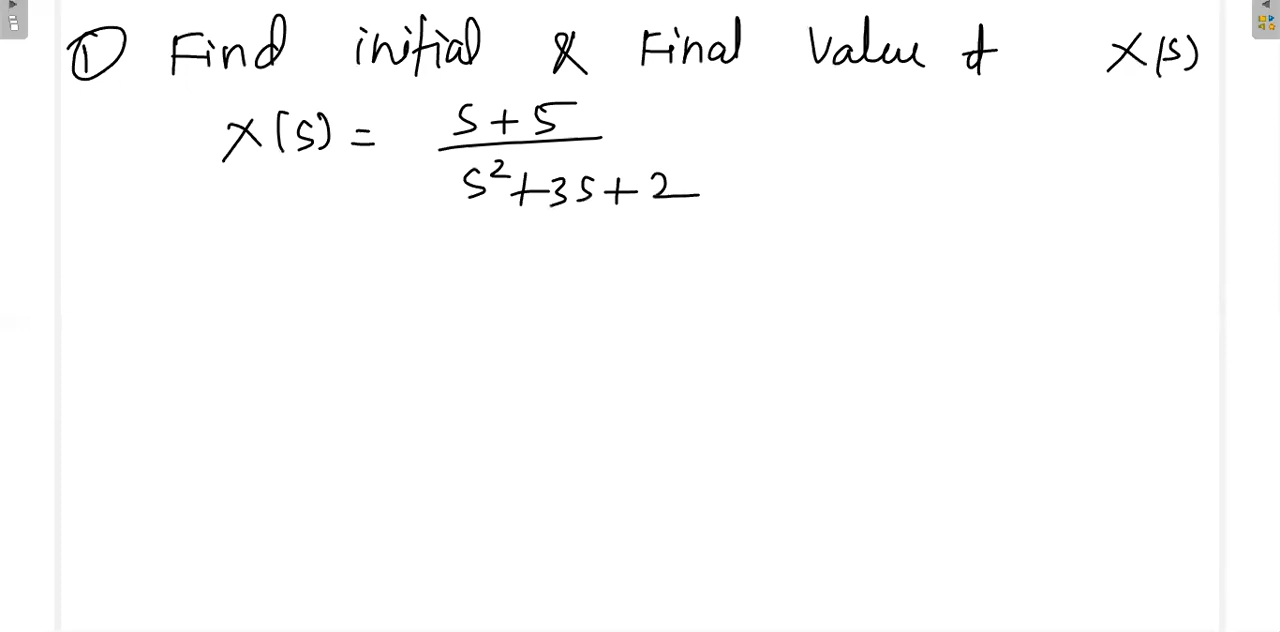 ① Find initial & Final Value of X(s)
X(s) = s+5 / s²+3s+2